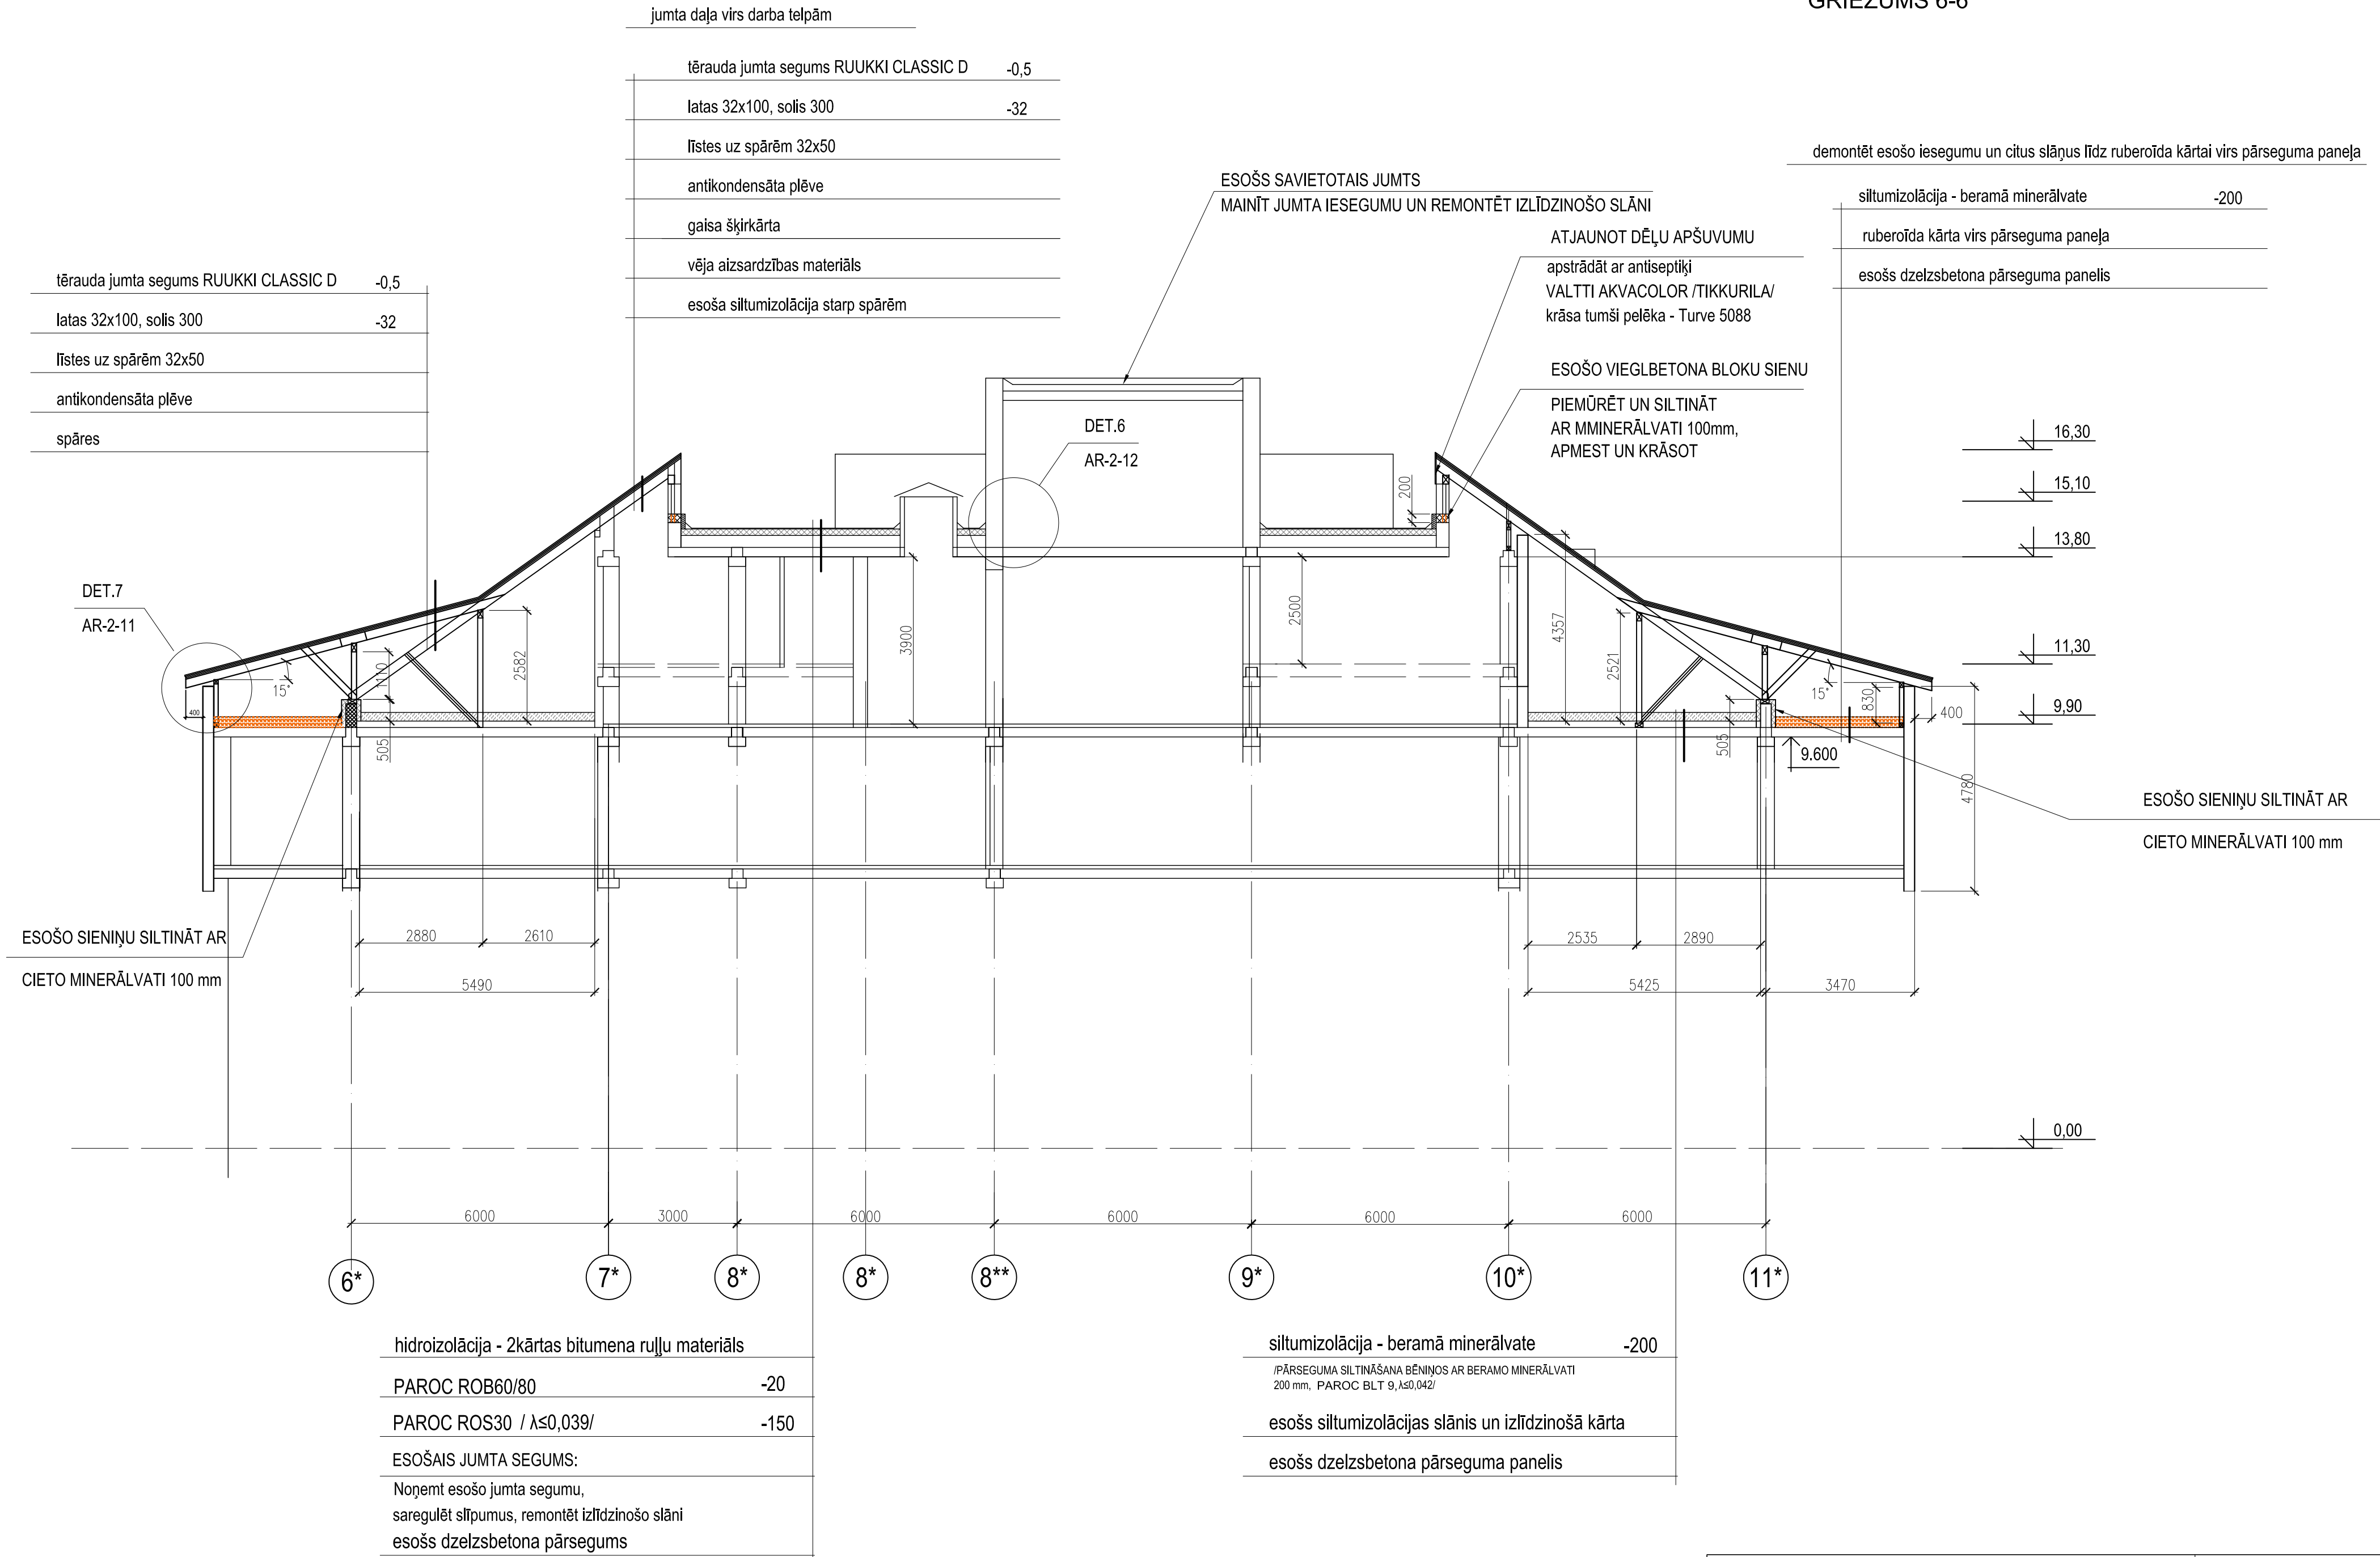 GRIEZUMS 6-6
jumta daļa virs darba telpām
tērauda jumta segums RUUKKI CLASSIC D -0,5
latas 32x100, solis 300 -32
līstes uz spārēm 32x50
antikondensāta plēve
gaisa šķirkārta
vēja aizsardzības materiāls
esoša siltumizolācija starp spārēm
tērauda jumta segums RUUKKI CLASSIC D -0,5
latas 32x100, solis 300 -32
līstes uz spārēm 32x50
antikondensāta plēve
spāres
ESOŠS SAVIETOTAIS JUMTS
MAINĪT JUMTA IESEGUMU UN REMONTĒT IZLĪDZINOŠO SLĀNI
ATJAUNOT DĒĻU APŠUVUMU
apstrādāt ar antiseptiķi
VALTTI AKVACOLOR /TIKKURILA/
krāsa tumši pelēka - Turve 5088
ESOŠO VIEGLBETONA BLOKU SIENU
PIEMŪRĒT UN SILTINĀT
AR MMINERĀLVATI 100mm,
APMEST UN KRĀSOT
demontēt esošo iesegumu un citus slāņus līdz ruberoīda kārtai virs pārseguma paneļa
siltumizolācija - beramā minerālvate -200
ruberoīda kārta virs pārseguma paneļa
esošs dzelzsbetona pārseguma panelis
DET.6
AR-2-12
DET.7
AR-2-11
16,30
15,10
13,80
11,30
9,90
9.600
0,00
200
2500
3900
4357
2521
2582
1110
15°
400
505
15°
830
400
505
4780
ESOŠO SIENIŅU SILTINĀT AR
CIETO MINERĀLVATI 100 mm
ESOŠO SIENIŅU SILTINĀT AR
CIETO MINERĀLVATI 100 mm
2880 2610
5490
2535 2890
5425 3470
6000 3000 6000 6000 6000 6000
6* 7* 8* 8* 8** 9* 10* 11*
hidroizolācija - 2kārtas bitumena ruļļu materiāls
PAROC ROB60/80 -20
PAROC ROS30 / λ≤0,039/ -150
ESOŠAIS JUMTA SEGUMS:
Noņemt esošo jumta segumu,
saregulēt slīpumus, remontēt izlīdzinošo slāni
esošs dzelzsbetona pārsegums
siltumizolācija - beramā minerālvate -200
/PĀRSEGUMA SILTINĀŠANA BĒNIŅOS AR BERAMO MINERĀLVATI
200 mm, PAROC BLT 9,λ≤0,042/
esošs siltumizolācijas slānis un izlīdzinošā kārta
esošs dzelzsbetona pārseguma panelis